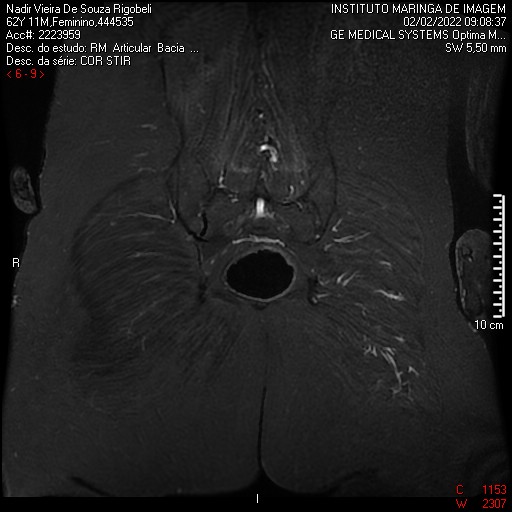 Nadir Vieira De Souza Rigobeli
62Y 11M,Feminino,444535
Acc#: 2223959
Desc. do estudo: RM Articular Bacia ...
Desc. da série: COR STIR
< 6 - 9 >
INSTITUTO MARINGA DE IMAGEM
02/02/2022 09:08:37
GE MEDICAL SYSTEMS Optima M...
SW 5,50 mm
R
10 cm
I
C 1153
W 2307